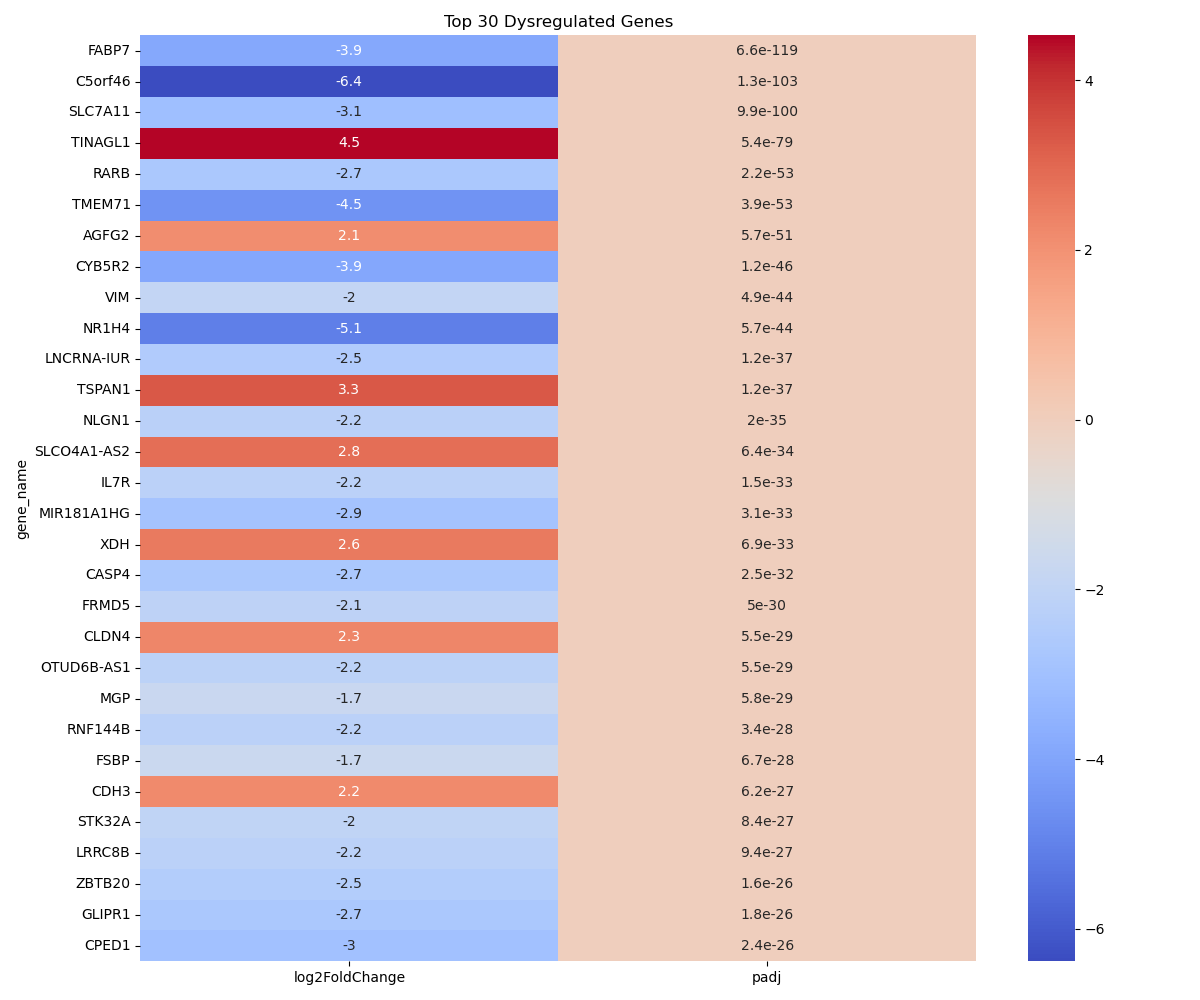 Top 30 Dysregulated Genes
gene_name
FABP7 -3.9 6.6e-119
C5orf46 -6.4 1.3e-103
SLC7A11 -3.1 9.9e-100
TINAGL1 4.5 5.4e-79
RARB -2.7 2.2e-53
TMEM71 -4.5 3.9e-53
AGFG2 2.1 5.7e-51
CYB5R2 -3.9 1.2e-46
VIM -2 4.9e-44
NR1H4 -5.1 5.7e-44
LNCRNA-IUR -2.5 1.2e-37
TSPAN1 3.3 1.2e-37
NLGN1 -2.2 2e-35
SLCO4A1-AS2 2.8 6.4e-34
IL7R -2.2 1.5e-33
MIR181A1HG -2.9 3.1e-33
XDH 2.6 6.9e-33
CASP4 -2.7 2.5e-32
FRMD5 -2.1 5e-30
CLDN4 2.3 5.5e-29
OTUD6B-AS1 -2.2 5.5e-29
MGP -1.7 5.8e-29
RNF144B -2.2 3.4e-28
FSBP -1.7 6.7e-28
CDH3 2.2 6.2e-27
STK32A -2 8.4e-27
LRRC8B -2.2 9.4e-27
ZBTB20 -2.5 1.6e-26
GLIPR1 -2.7 1.8e-26
CPED1 -3 2.4e-26
log2FoldChange padj
4
2
0
−2
−4
−6